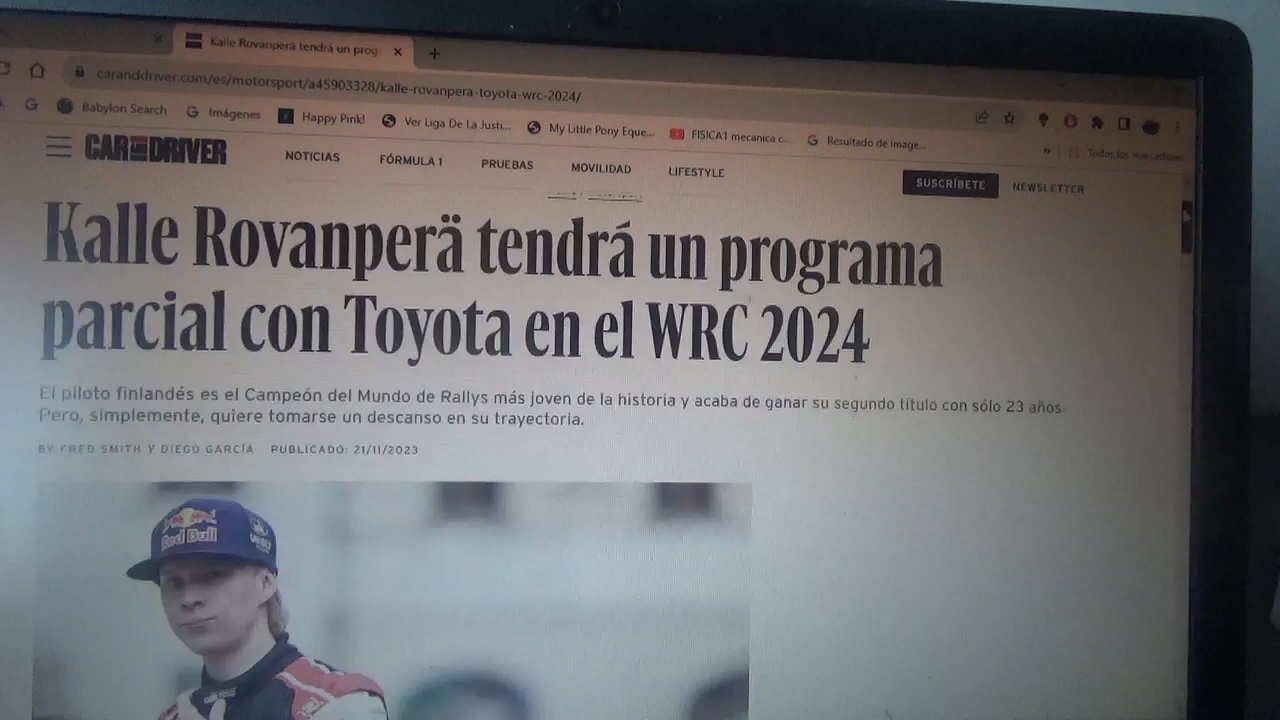 Kalle Rovanperä tendrá un prog
caranddriver.com/es/motorsport/a45903328/kalle-rovanpera-toyota-wrc-2024/
Babylon Search
Imágenes
Happy Pink!
Ver Liga De La Justi...
My Little Pony Eque...
FISICA1 mecanica c...
Resultado de image...
»
Todos los marcadores
CAR AND DRIVER
NOTICIAS
FÓRMULA 1
PRUEBAS
MOVILIDAD
LIFESTYLE
SUSCRÍBETE
NEWSLETTER
Kalle Rovanperä tendrá un programa
parcial con Toyota en el WRC 2024
El piloto finlandés es el Campeón del Mundo de Rallys más joven de la historia y acaba de ganar su segundo título con sólo 23 años.
Pero, simplemente, quiere tomarse un descanso en su trayectoria.
BY FRED SMITH Y DIEGO GARCÍA PUBLICADO: 21/11/2023
Red Bull